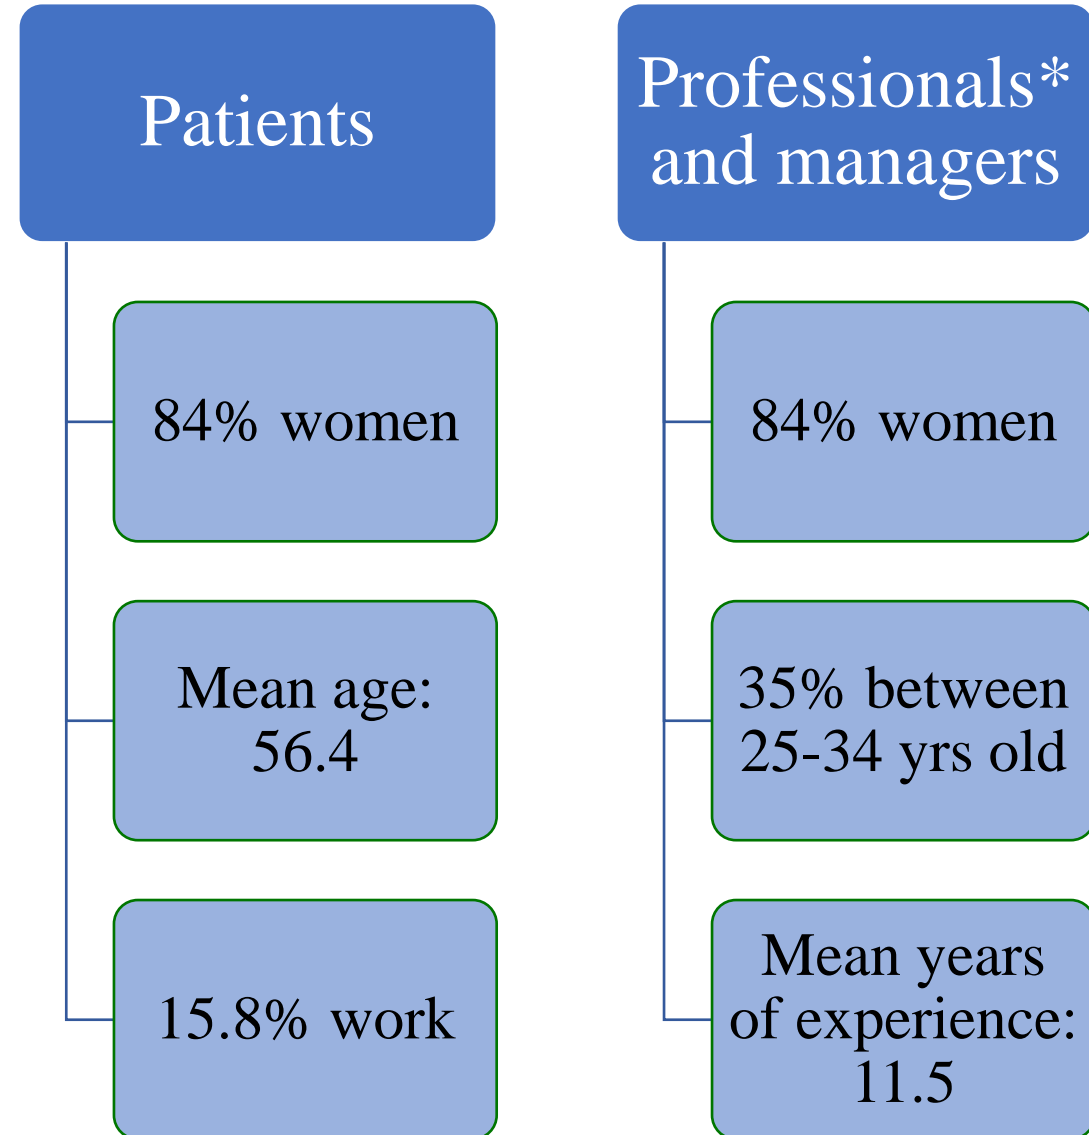 Patients
84% women
Mean age:
56.4
15.8% work
Professionals*
and managers
84% women
35% between
25-34 yrs old
Mean years
of experience:
11.5